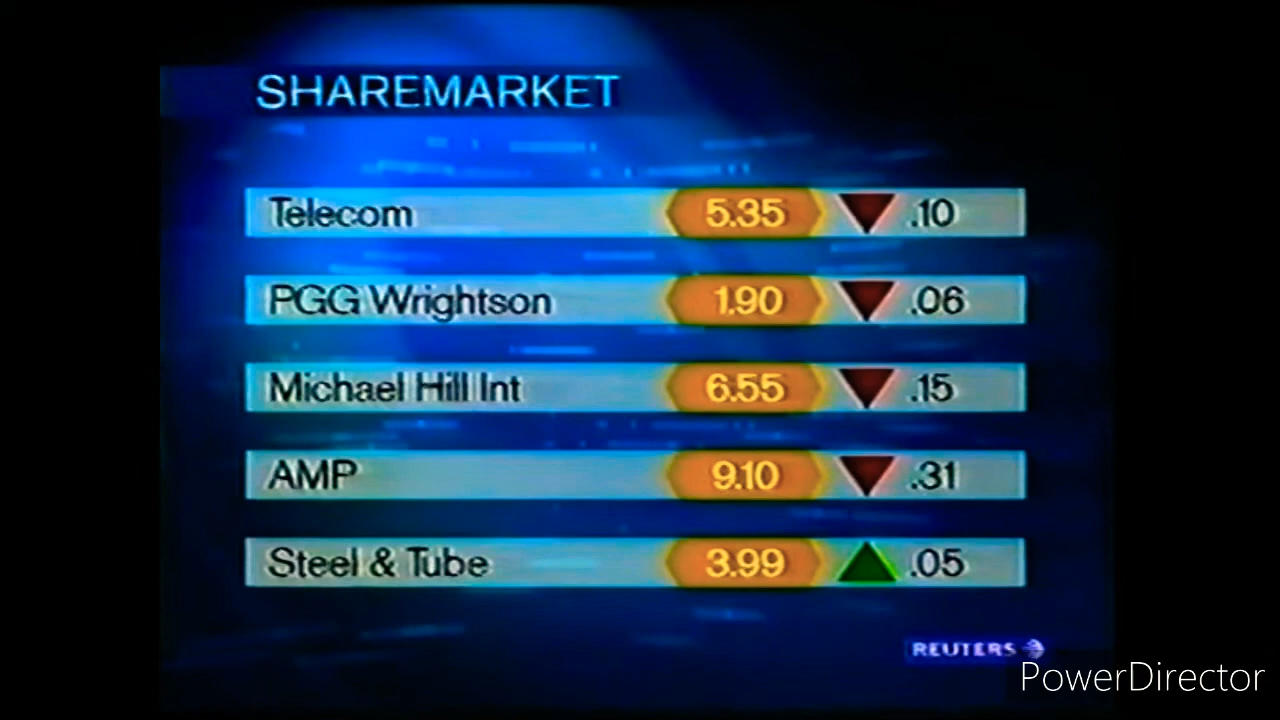 SHAREMARKET
Telecom 5.35 .10
PGG Wrightson 1.90 .06
Michael Hill Int 6.55 .15
AMP 9.10 .31
Steel & Tube 3.99 .05
REUTERS
PowerDirector